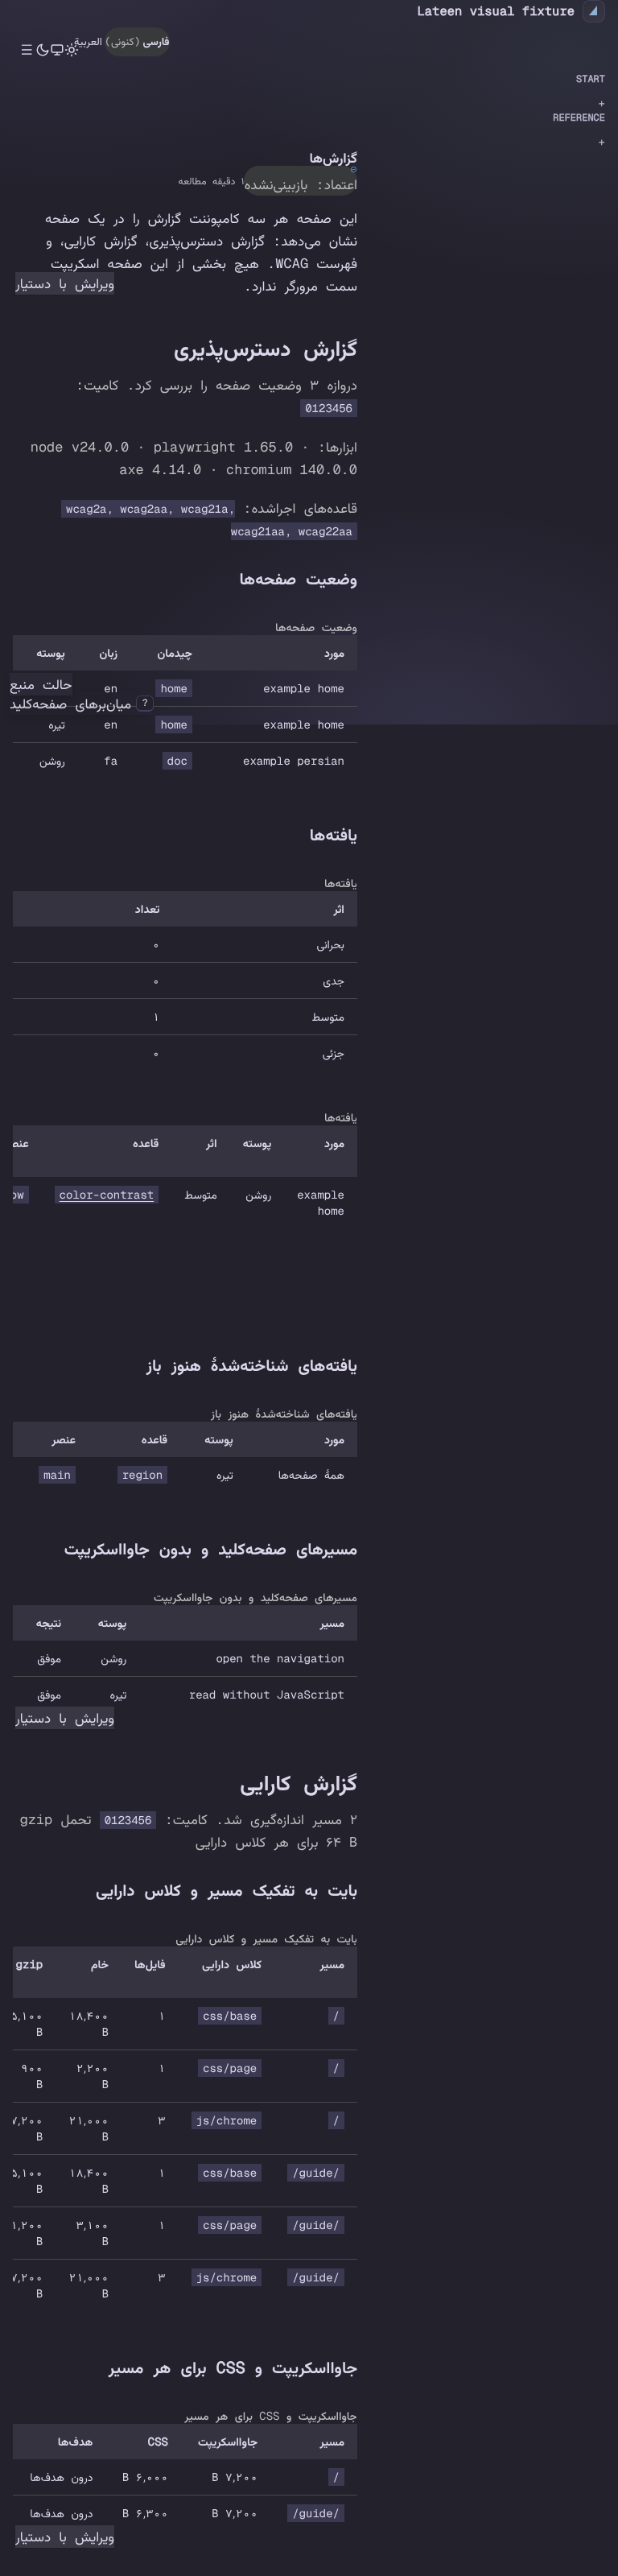 Lateen visual fixture
فارسی (کنونی) العربية
START
+
REFERENCE
+
گزارش‌ها
اعتماد: بازبینی‌نشده
۱ دقیقه مطالعه
این صفحه هر سه کامپوننت گزارش را در یک صفحه
نشان می‌دهد: گزارش دسترس‌پذیری، گزارش کارایی، و
فهرست WCAG. هیچ بخشی از این صفحه اسکریپت
سمت مرورگر ندارد.
ویرایش با دستیار
گزارش دسترس‌پذیری
دروازه ۳ وضعیت صفحه را بررسی کرد. کامیت:
0123456
ابزارها: node v24.0.0 · playwright 1.65.0 ·
axe 4.14.0 · chromium 140.0.0
قاعده‌های اجراشده: wcag2a, wcag2aa, wcag21a,
wcag21aa, wcag22aa
وضعیت صفحه‌ها
وضعیت صفحه‌ها
مورد چیدمان زبان پوسته
example home home en
حالت منبع
میان‌برهای صفحه‌کلید ?
example home home en تیره
example persian doc fa روشن
یافته‌ها
یافته‌ها
اثر تعداد
بحرانی ۰
جدی ۰
متوسط ۱
جزئی ۰
یافته‌ها
مورد پوسته اثر قاعده
example home روشن متوسط color-contrast
یافته‌های شناخته‌شدهٔ هنوز باز
یافته‌های شناخته‌شدهٔ هنوز باز
مورد پوسته قاعده عنصر
همهٔ صفحه‌ها تیره region main
مسیرهای صفحه‌کلید و بدون جاوااسکریپت
مسیرهای صفحه‌کلید و بدون جاوااسکریپت
مسیر پوسته نتیجه
open the navigation روشن موفق
read without JavaScript تیره موفق
ویرایش با دستیار
گزارش کارایی
۲ مسیر اندازه‌گیری شد. کامیت: 0123456 تحمل gzip
۶۴ B برای هر کلاس دارایی
بایت به تفکیک مسیر و کلاس دارایی
بایت به تفکیک مسیر و کلاس دارایی
مسیر کلاس دارایی فایل‌ها خام gzip
/ css/base ۱ ۱۸,۴۰۰ B ۵,۱۰۰ B
/ css/page ۱ ۲,۲۰۰ B ۹۰۰ B
/ js/chrome ۳ ۲۱,۰۰۰ B ۷,۲۰۰ B
/guide/ css/base ۱ ۱۸,۴۰۰ B ۵,۱۰۰ B
/guide/ css/page ۱ ۳,۱۰۰ B ۱,۲۰۰ B
/guide/ js/chrome ۳ ۲۱,۰۰۰ B ۷,۲۰۰ B
جاوااسکریپت و CSS برای هر مسیر
جاوااسکریپت و CSS برای هر مسیر
مسیر جاوااسکریپت CSS هدف‌ها
/ ۷,۲۰۰ B ۶,۰۰۰ B درون هدف‌ها
/guide/ ۷,۲۰۰ B ۶,۳۰۰ B درون هدف‌ها
ویرایش با دستیار